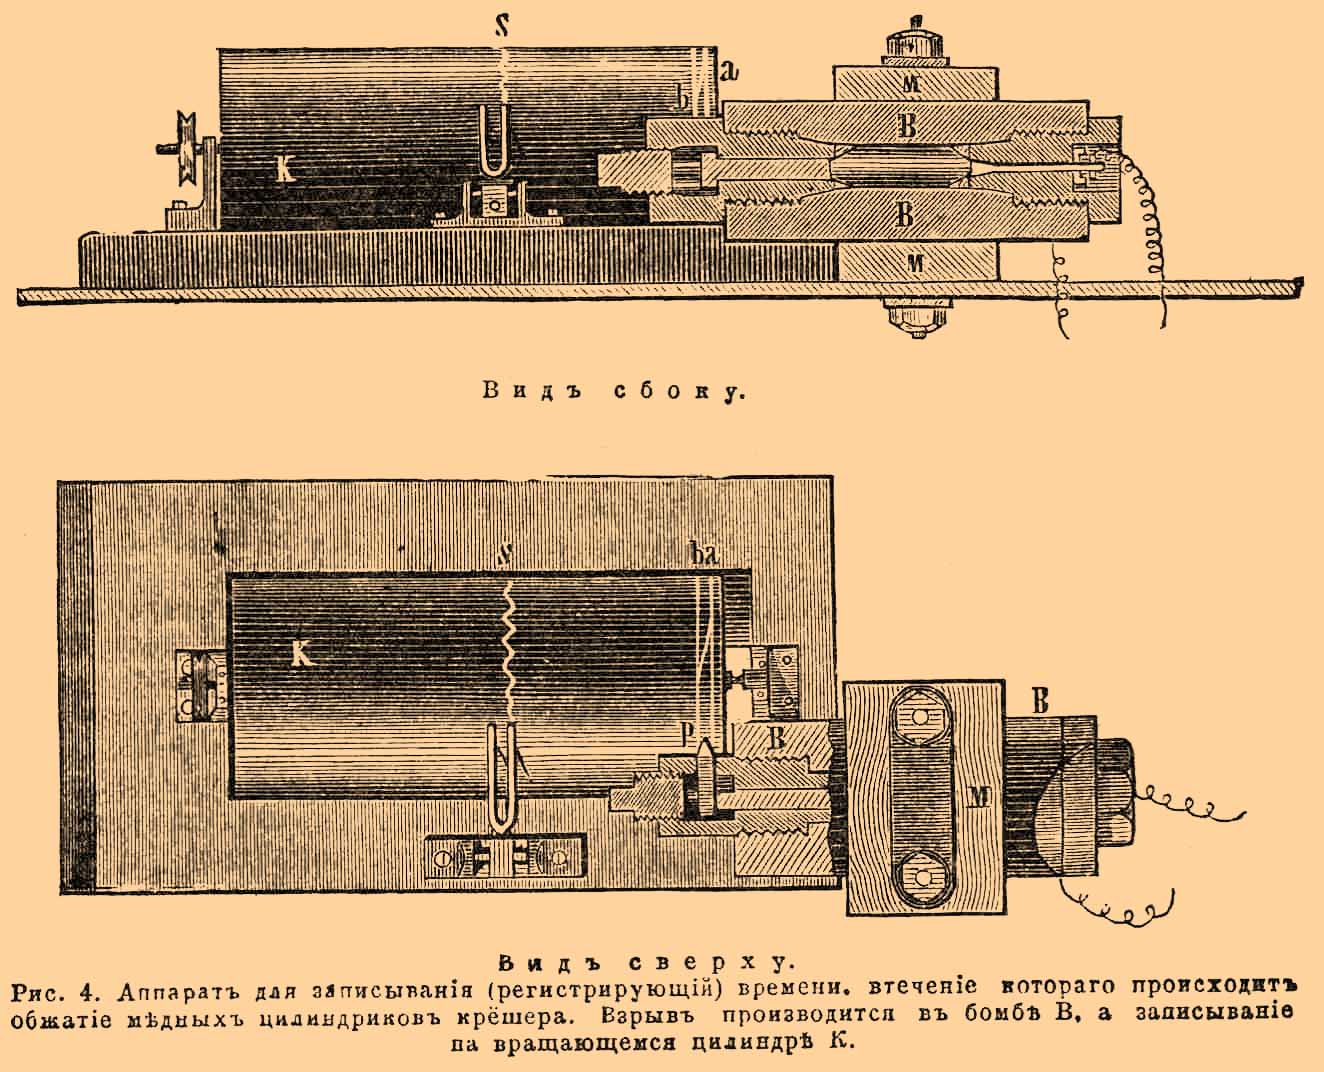 S
a
b
м
B
K
B
м
Видъ сбоку.
S
ba
K
P
B
B
M
Видъ сверху.
Рис. 4. Аппаратъ для записыванія (регистрирующій) времени, втеченіе котораго происходитъ
обжатіе мѣдныхъ цилиндриковъ крёшера. Взрывъ производится въ бомбѣ B, а записываніе
на вращающемся цилиндрѣ K.